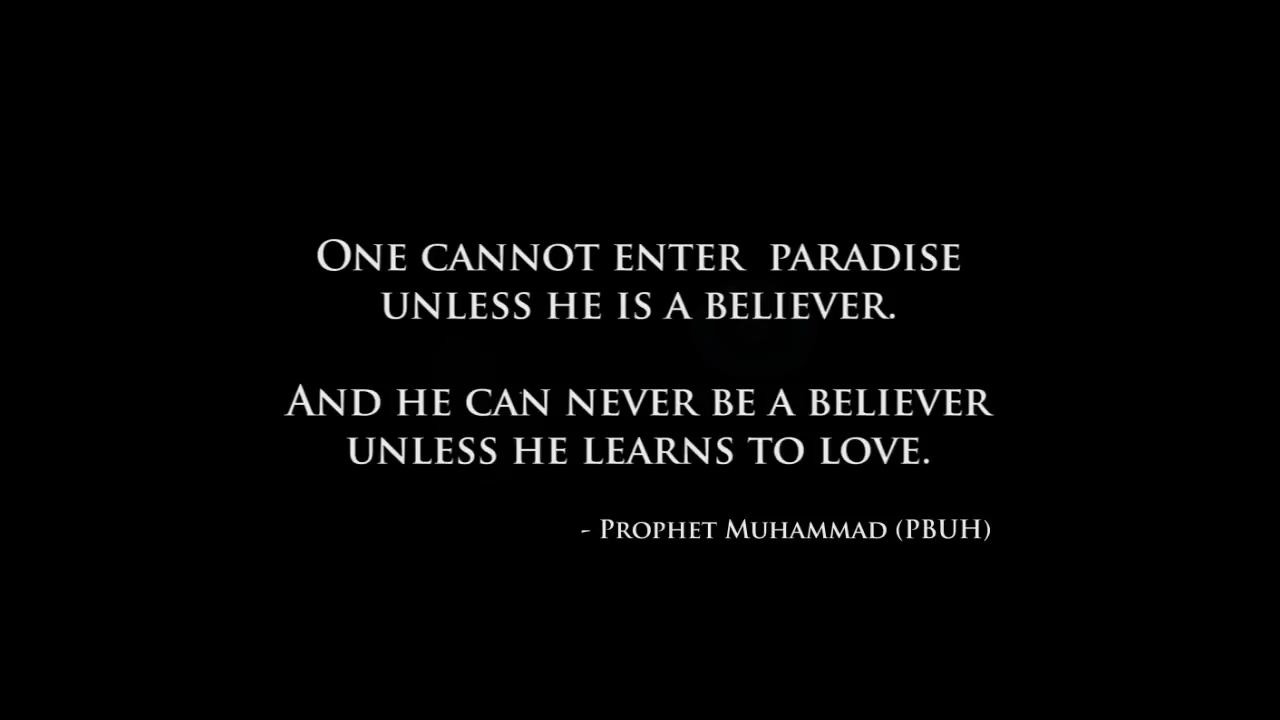 One cannot enter paradise
unless he is a believer.
And he can never be a believer
unless he learns to love.
- Prophet Muhammad (PBUH)